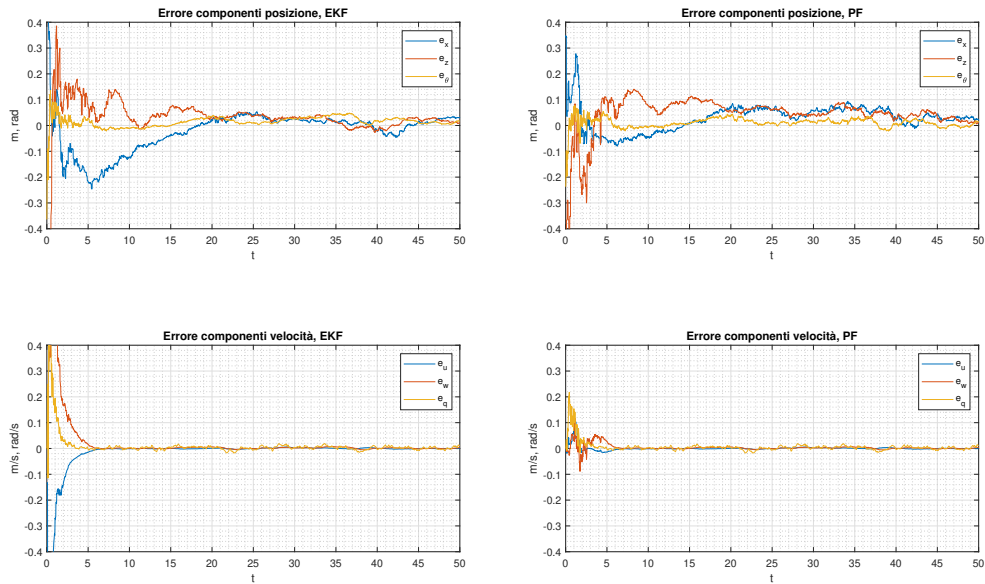 Errore componenti posizione, EKF
0.4
0.3
0.2
0.1
0
-0.1
-0.2
-0.3
-0.4
m, rad
0 5 10 15 20 25 30 35 40 45 50
t
e_x
e_z
e_θ
Errore componenti posizione, PF
0.4
0.3
0.2
0.1
0
-0.1
-0.2
-0.3
-0.4
m, rad
0 5 10 15 20 25 30 35 40 45 50
t
e_x
e_z
e_θ
Errore componenti velocità, EKF
0.4
0.3
0.2
0.1
0
-0.1
-0.2
-0.3
-0.4
m/s, rad/s
0 5 10 15 20 25 30 35 40 45 50
t
e_u
e_w
e_q
Errore componenti velocità, PF
0.4
0.3
0.2
0.1
0
-0.1
-0.2
-0.3
-0.4
m/s, rad/s
0 5 10 15 20 25 30 35 40 45 50
t
e_u
e_w
e_q